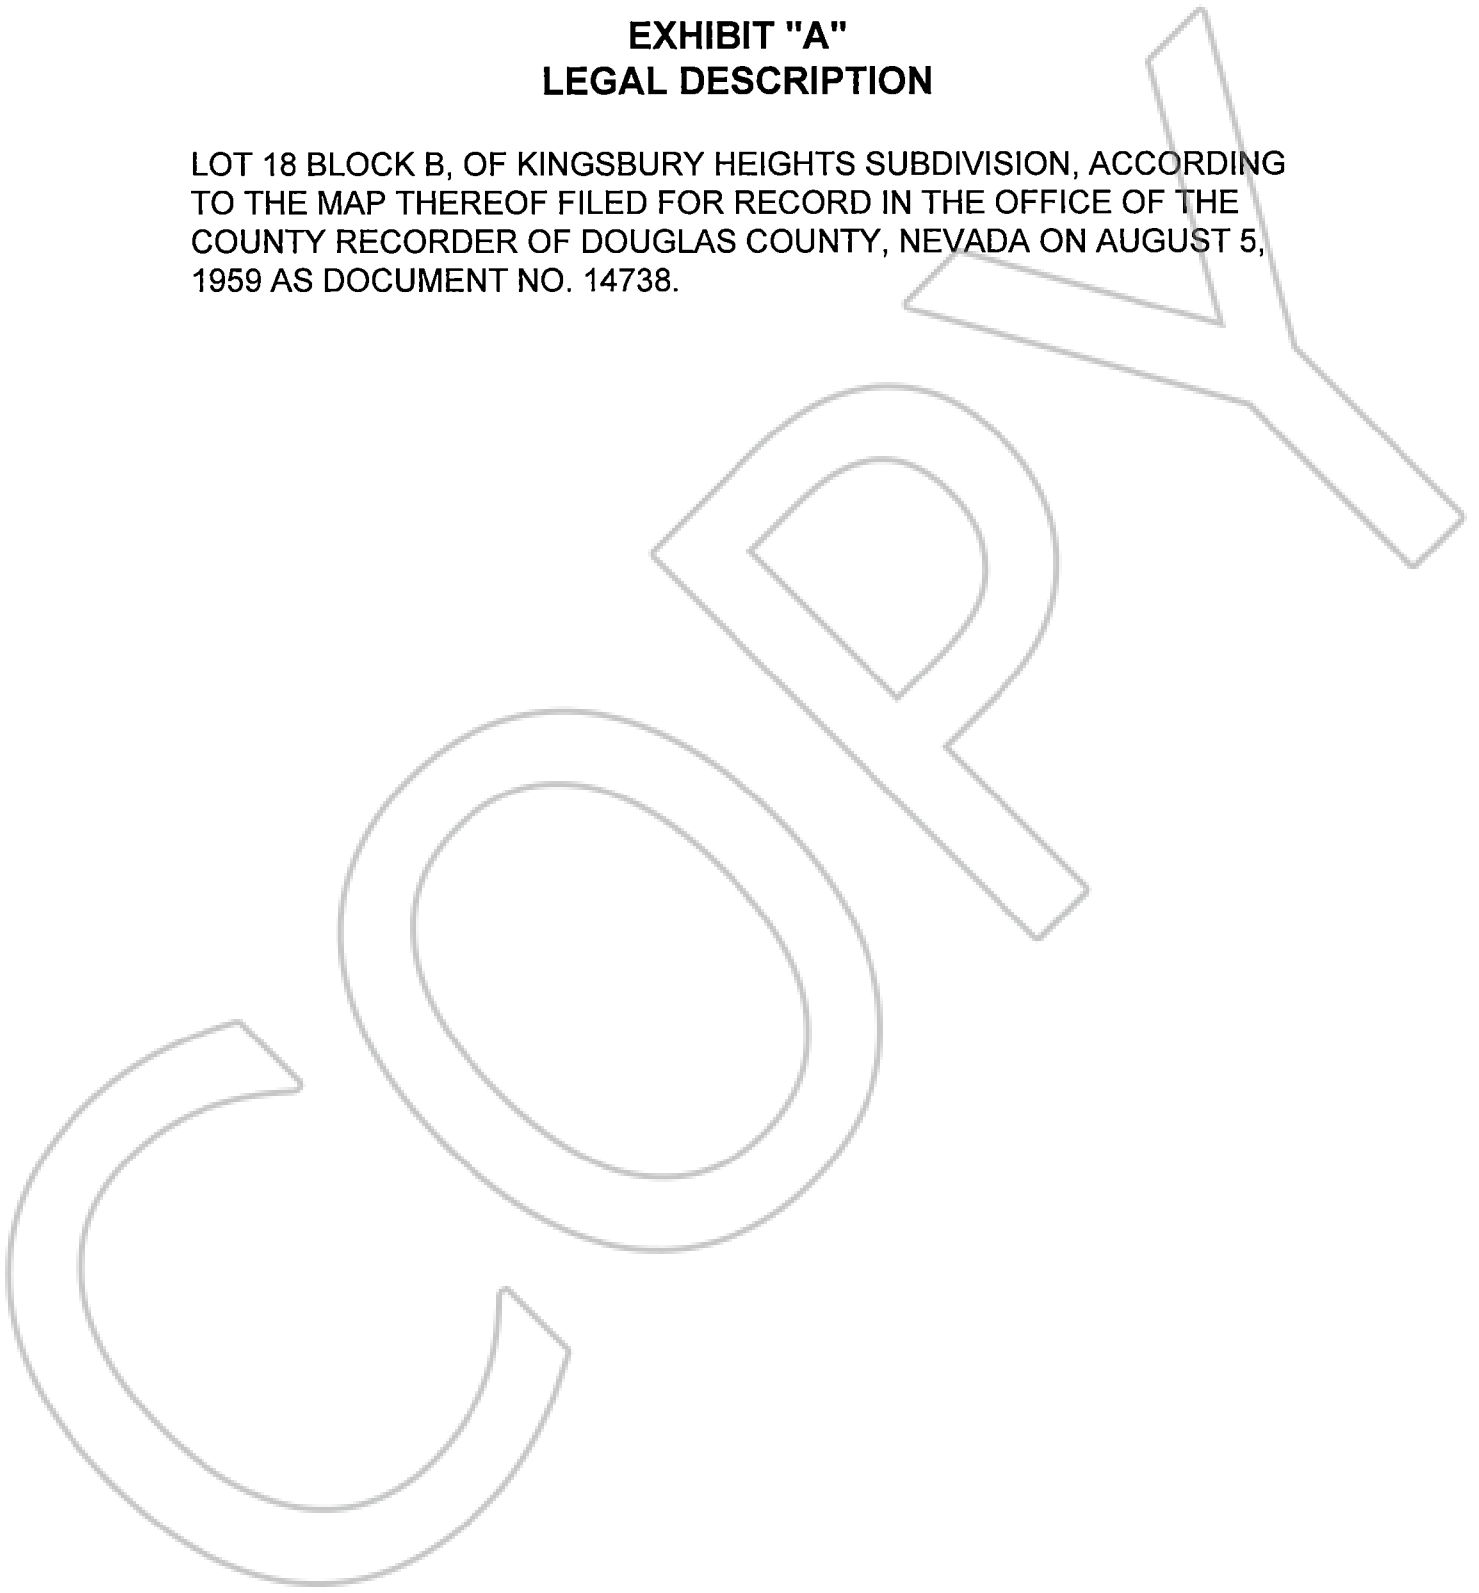 EXHIBIT "A"
LEGAL DESCRIPTION
LOT 18 BLOCK B, OF KINGSBURY HEIGHTS SUBDIVISION, ACCORDING
TO THE MAP THEREOF FILED FOR RECORD IN THE OFFICE OF THE
COUNTY RECORDER OF DOUGLAS COUNTY, NEVADA ON AUGUST 5,
1959 AS DOCUMENT NO. 14738.
COPY